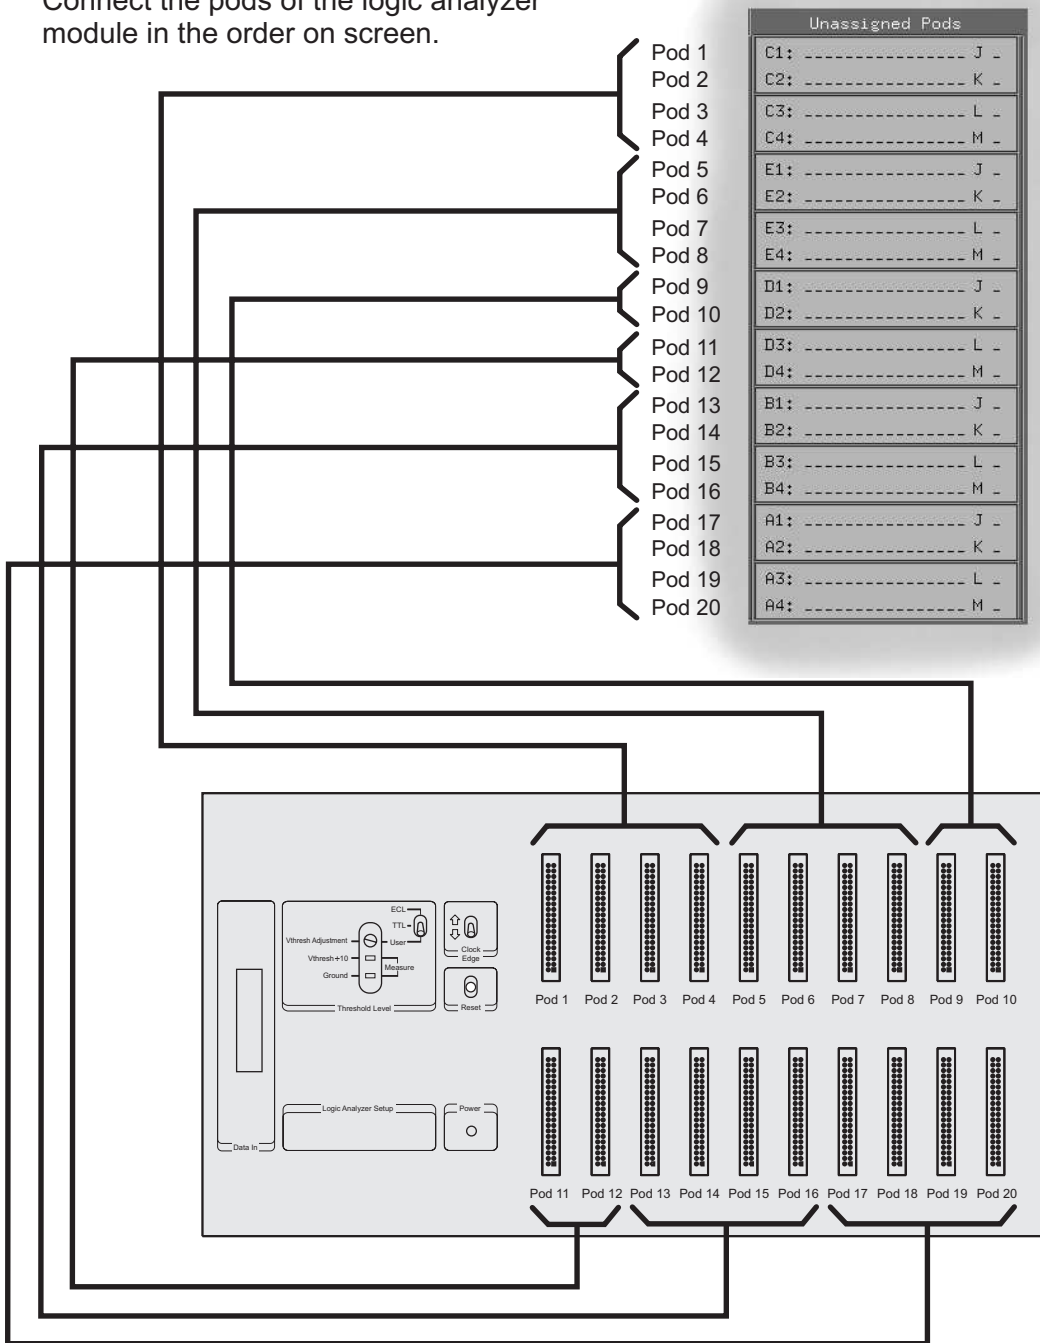 Connect the pods of the logic analyzer
module in the order on screen.
Unassigned Pods
Pod 1 C1: ---------------- J -
Pod 2 C2: ---------------- K -
Pod 3 C3: ---------------- L -
Pod 4 C4: ---------------- M -
Pod 5 E1: ---------------- J -
Pod 6 E2: ---------------- K -
Pod 7 E3: ---------------- L -
Pod 8 E4: ---------------- M -
Pod 9 D1: ---------------- J -
Pod 10 D2: ---------------- K -
Pod 11 D3: ---------------- L -
Pod 12 D4: ---------------- M -
Pod 13 B1: ---------------- J -
Pod 14 B2: ---------------- K -
Pod 15 B3: ---------------- L -
Pod 16 B4: ---------------- M -
Pod 17 A1: ---------------- J -
Pod 18 A2: ---------------- K -
Pod 19 A3: ---------------- L -
Pod 20 A4: ---------------- M -
ECL
TTL
User
Vthresh Adjustment
Vthresh÷10
Ground
Measure
Threshold Level
Clock
Edge
Reset
Pod 1 Pod 2 Pod 3 Pod 4 Pod 5 Pod 6 Pod 7 Pod 8 Pod 9 Pod 10
Logic Analyzer Setup
Power
Data In
Pod 11 Pod 12 Pod 13 Pod 14 Pod 15 Pod 16 Pod 17 Pod 18 Pod 19 Pod 20